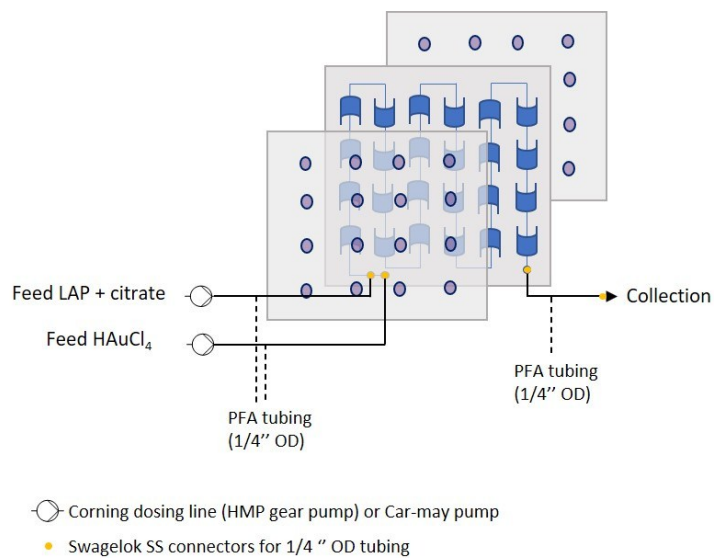 Feed LAP + citrate
Collection
Feed HAuCl₄
PFA tubing
(1/4’’ OD)
PFA tubing
(1/4’’ OD)
Corning dosing line (HMP gear pump) or Car-may pump
Swagelok SS connectors for 1/4 ’’ OD tubing